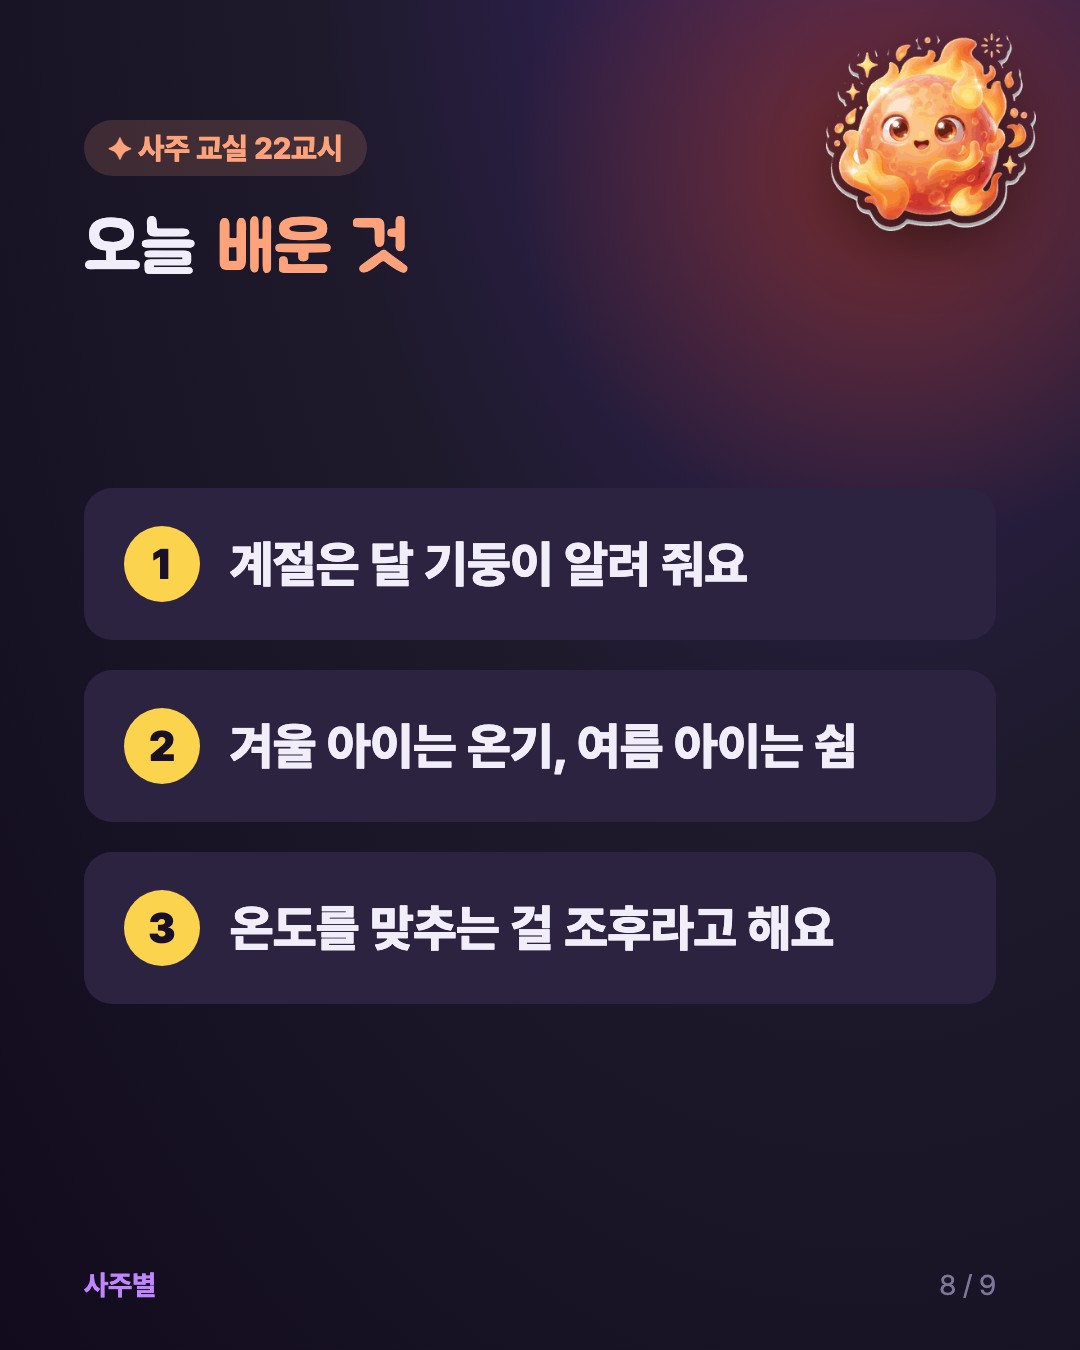 사주 교실 22교시
오늘 배운 것
1 계절은 달 기둥이 알려 줘요
2 겨울 아이는 온기, 여름 아이는 쉼
3 온도를 맞추는 걸 조후라고 해요
사주별
8 / 9